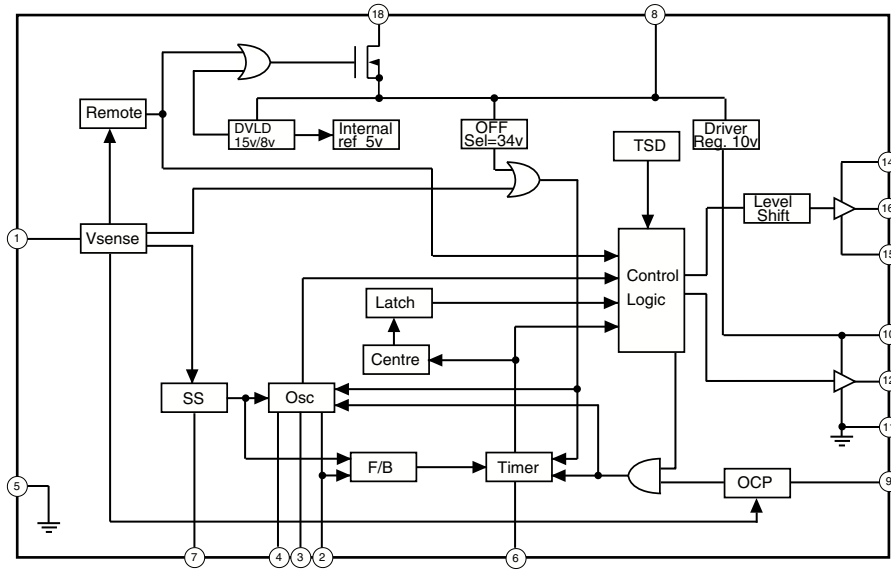 18
8
Remote
DVLD
15v/8v
Internal
ref 5v
OFF
Sel=34v
TSD
Driver
Reg. 10v
14
Level
Shift
16
1
Vsense
15
Control
Logic
Latch
Centre
10
12
SS
Osc
11
F/B
Timer
5
OCP
9
7
4
3
2
6